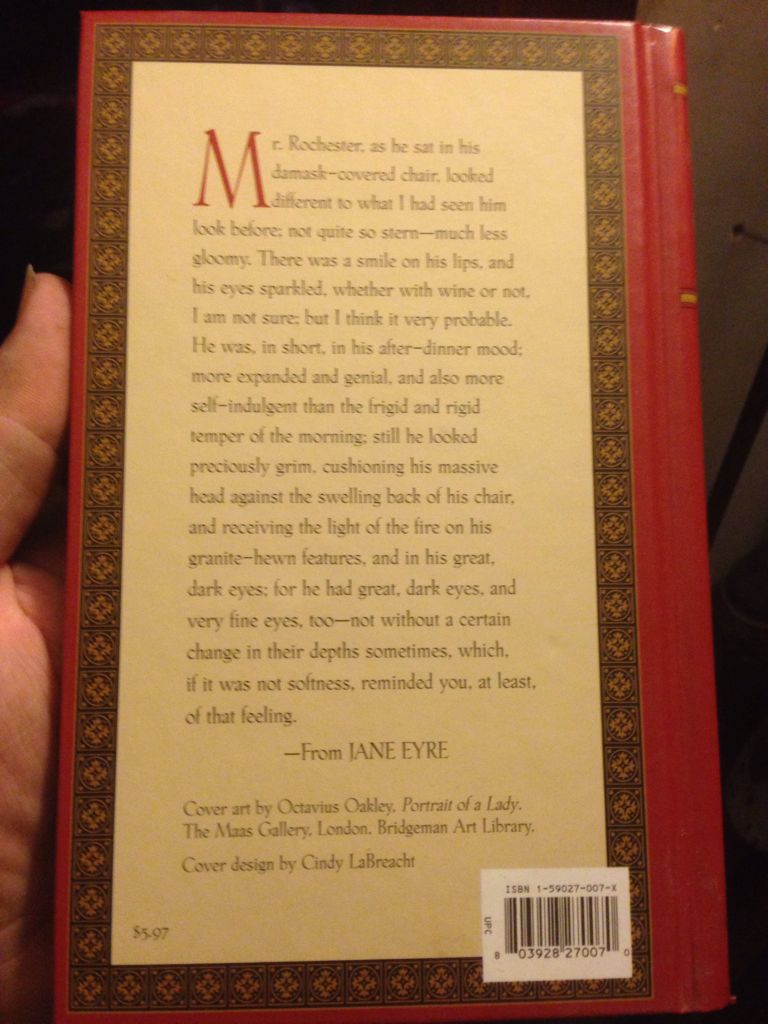 Mr. Rochester, as he sat in his
damask-covered chair, looked
different to what I had seen him
look before; not quite so stern—much less
gloomy. There was a smile on his lips, and
his eyes sparkled, whether with wine or not,
I am not sure; but I think it very probable.
He was, in short, in his after-dinner mood;
more expanded and genial, and also more
self-indulgent than the frigid and rigid
temper of the morning; still he looked
preciously grim, cushioning his massive
head against the swelling back of his chair,
and receiving the light of the fire on his
granite-hewn features, and in his great,
dark eyes; for he had great, dark eyes, and
very fine eyes, too—not without a certain
change in their depths sometimes, which,
if it was not softness, reminded you, at least,
of that feeling.
—From JANE EYRE
Cover art by Octavius Oakley, Portrait of a Lady.
The Maas Gallery, London. Bridgeman Art Library.
Cover design by Cindy LaBreacht
$5.97
ISBN 1-59027-007-X
UPC
8 03928 27007 0